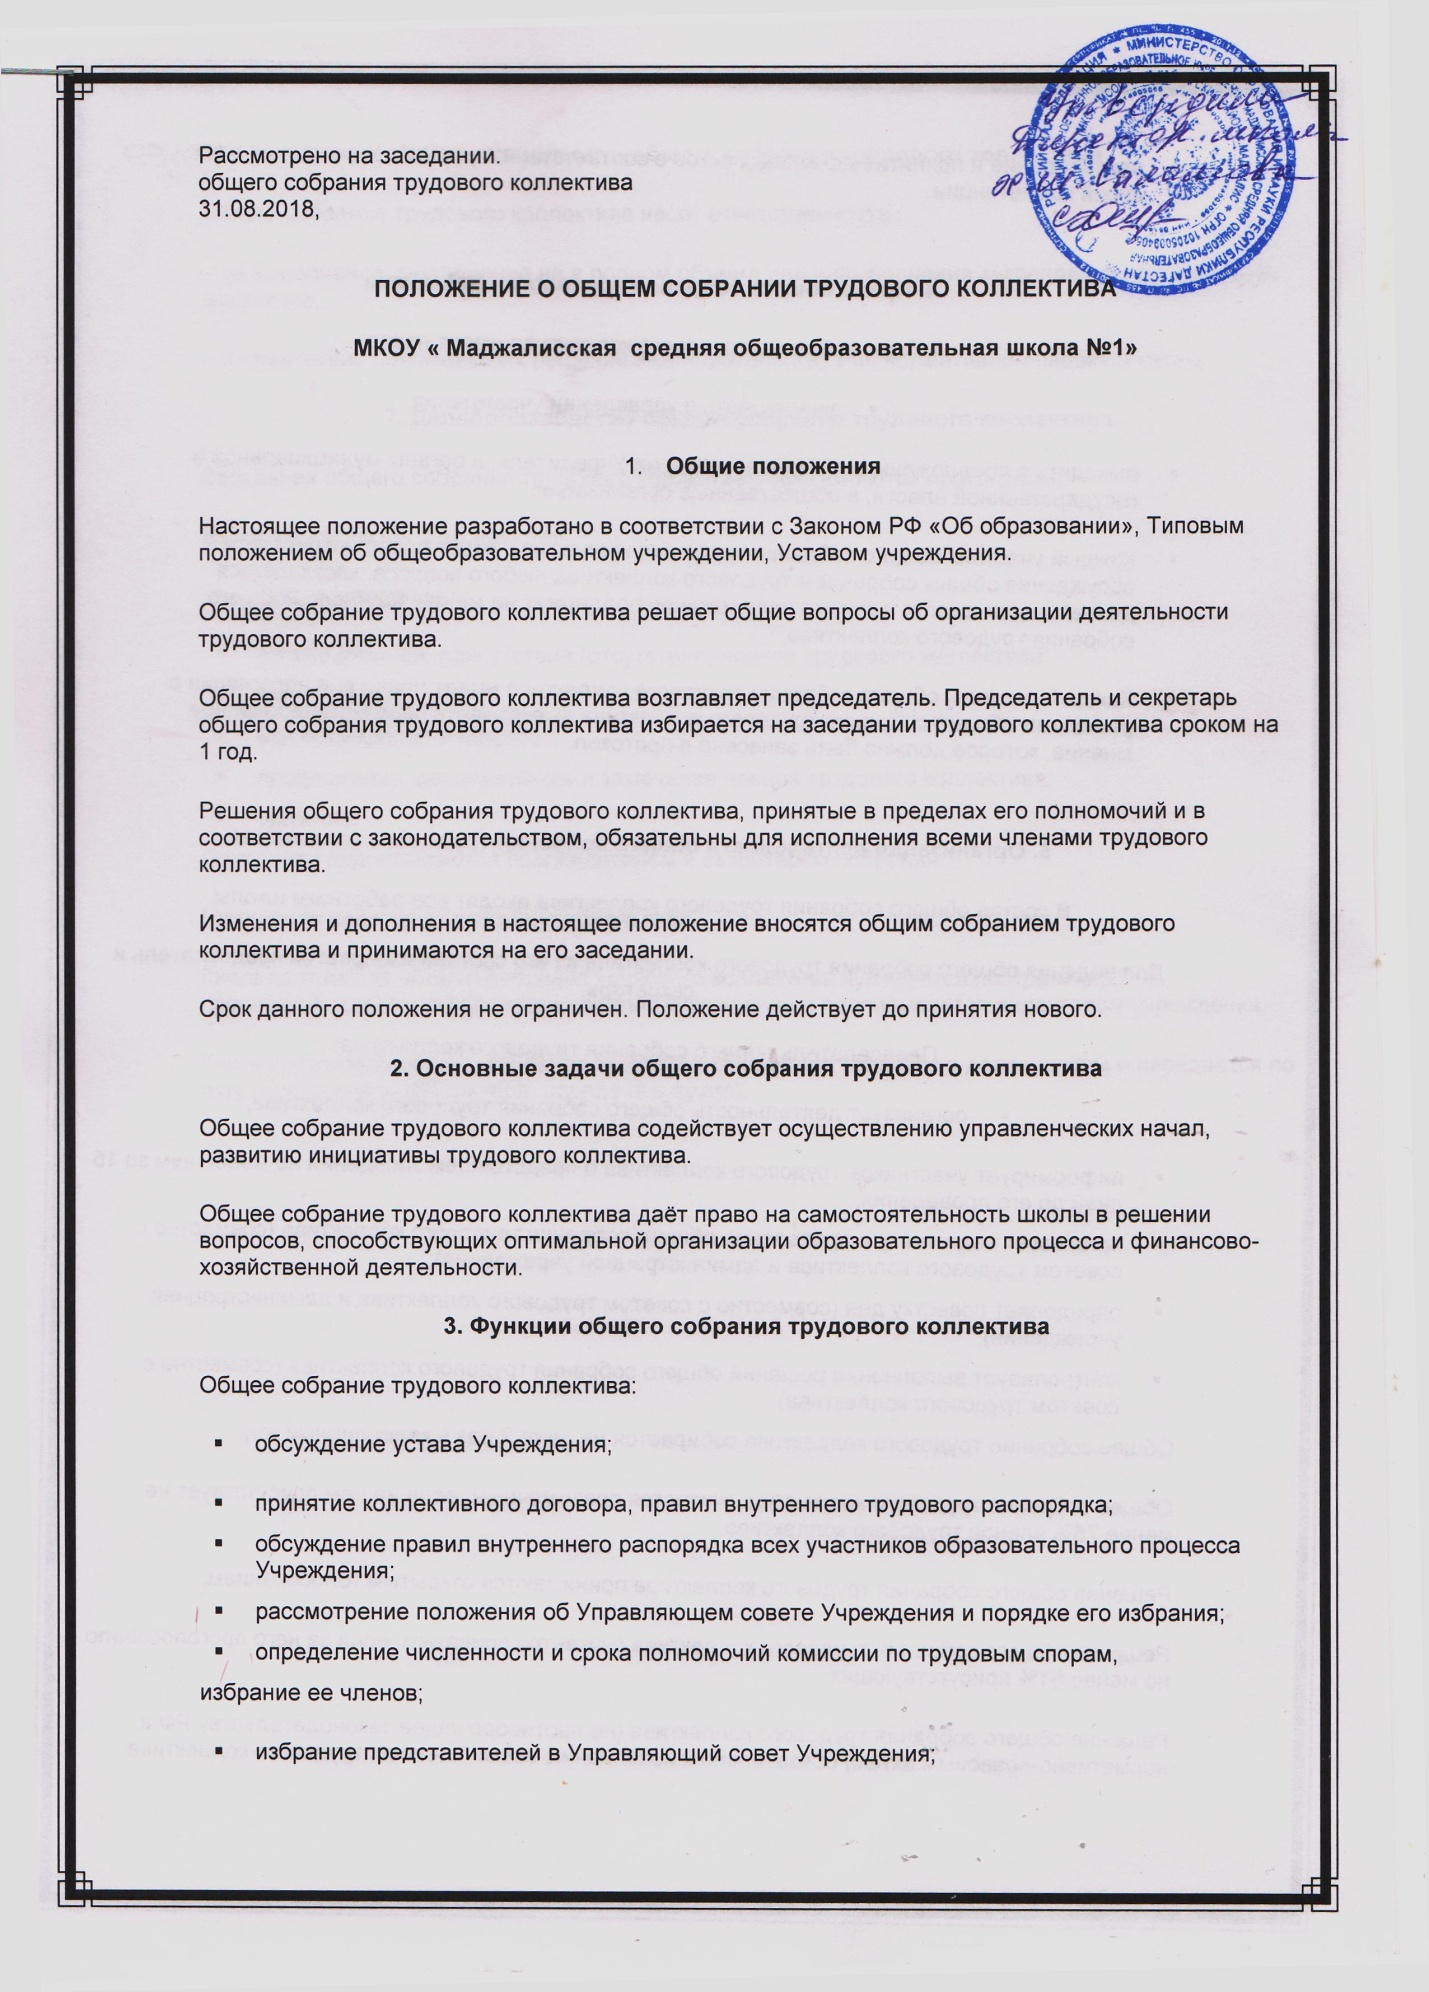 Утвердила
Директор школы
Рассмотрено на заседании.
общего собрания трудового коллектива
31.08.2018,
ПОЛОЖЕНИЕ О ОБЩЕМ СОБРАНИИ ТРУДОВОГО КОЛЛЕКТИВА
МКОУ « Маджалисская средняя общеобразовательная школа №1»
1. Общие положения
Настоящее положение разработано в соответствии с Законом РФ «Об образовании», Типовым
положением об общеобразовательном учреждении, Уставом учреждения.
Общее собрание трудового коллектива решает общие вопросы об организации деятельности
трудового коллектива.
Общее собрание трудового коллектива возглавляет председатель. Председатель и секретарь
общего собрания трудового коллектива избирается на заседании трудового коллектива сроком на
1 год.
Решения общего собрания трудового коллектива, принятые в пределах его полномочий и в
соответствии с законодательством, обязательны для исполнения всеми членами трудового
коллектива.
Изменения и дополнения в настоящее положение вносятся общим собранием трудового
коллектива и принимаются на его заседании.
Срок данного положения не ограничен. Положение действует до принятия нового.
2. Основные задачи общего собрания трудового коллектива
Общее собрание трудового коллектива содействует осуществлению управленческих начал,
развитию инициативы трудового коллектива.
Общее собрание трудового коллектива даёт право на самостоятельность школы в решении
вопросов, способствующих оптимальной организации образовательного процесса и финансово-
хозяйственной деятельности.
3. Функции общего собрания трудового коллектива
Общее собрание трудового коллектива:
▪ обсуждение устава Учреждения;
▪ принятие коллективного договора, правил внутреннего трудового распорядка;
▪ обсуждение правил внутреннего распорядка всех участников образовательного процесса
Учреждения;
▪ рассмотрение положения об Управляющем совете Учреждения и порядке его избрания;
▪ определение численности и срока полномочий комиссии по трудовым спорам,
избрание ее членов;
▪ избрание представителей в Управляющий совет Учреждения;